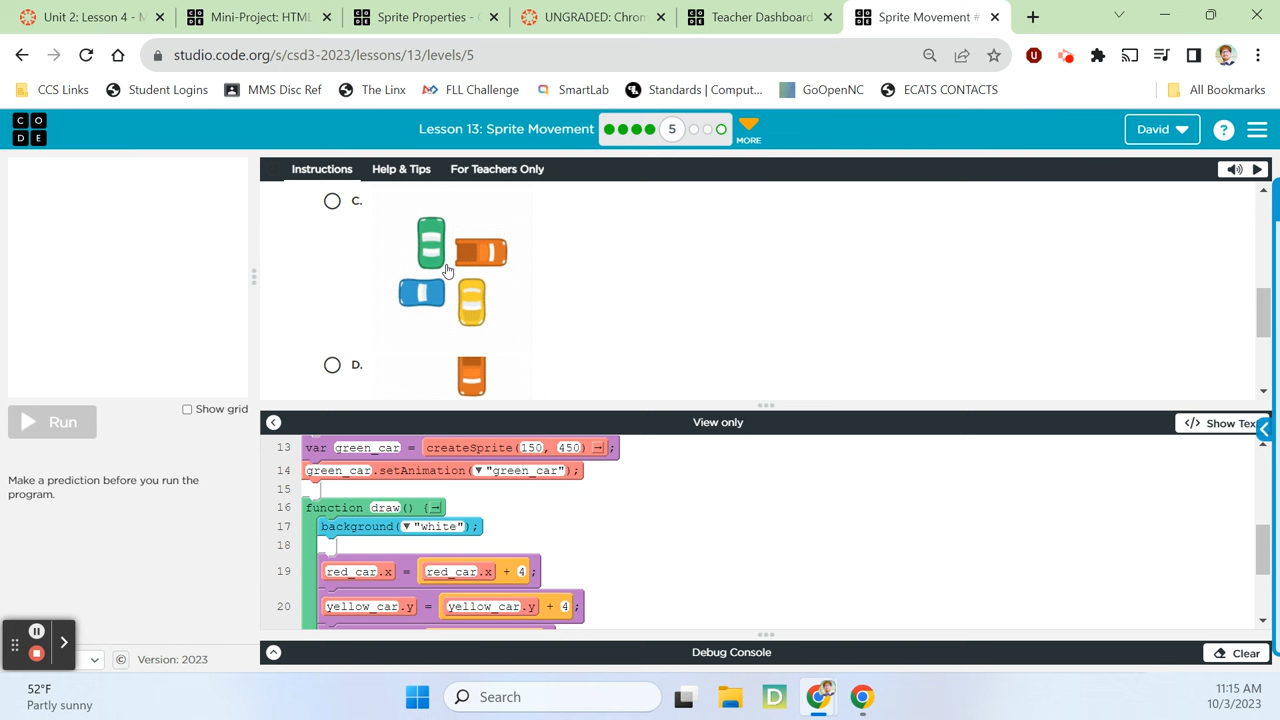 Unit 2: Lesson 4 - M
Mini-Project: HTML
Sprite Properties - C
UNGRADED: Chrom
Teacher Dashboard
Sprite Movement #
studio.code.org/s/csd3-2023/lessons/13/levels/5
CCS Links
Student Logins
MMS Disc Ref
The Linx
FLL Challenge
SmartLab
Standards | Comput...
GoOpenNC
ECATS CONTACTS
All Bookmarks
C O
D E
Lesson 13: Sprite Movement
5
MORE
David
?
Instructions
Help & Tips
For Teachers Only
C.
D.
Run
Show grid
Make a prediction before you run the
program.
View only
</> Show Tex
13 var green_car = createSprite(150, 450);
14 green_car.setAnimation("green_car");
15
16 function draw() {
17 background("white");
18
19 red_car.x = red_car.x + 4;
20 yellow_car.y = yellow_car.y + 4;
Debug Console
Clear
© Version: 2023
52°F
Partly sunny
Search
D
11:15 AM
10/3/2023